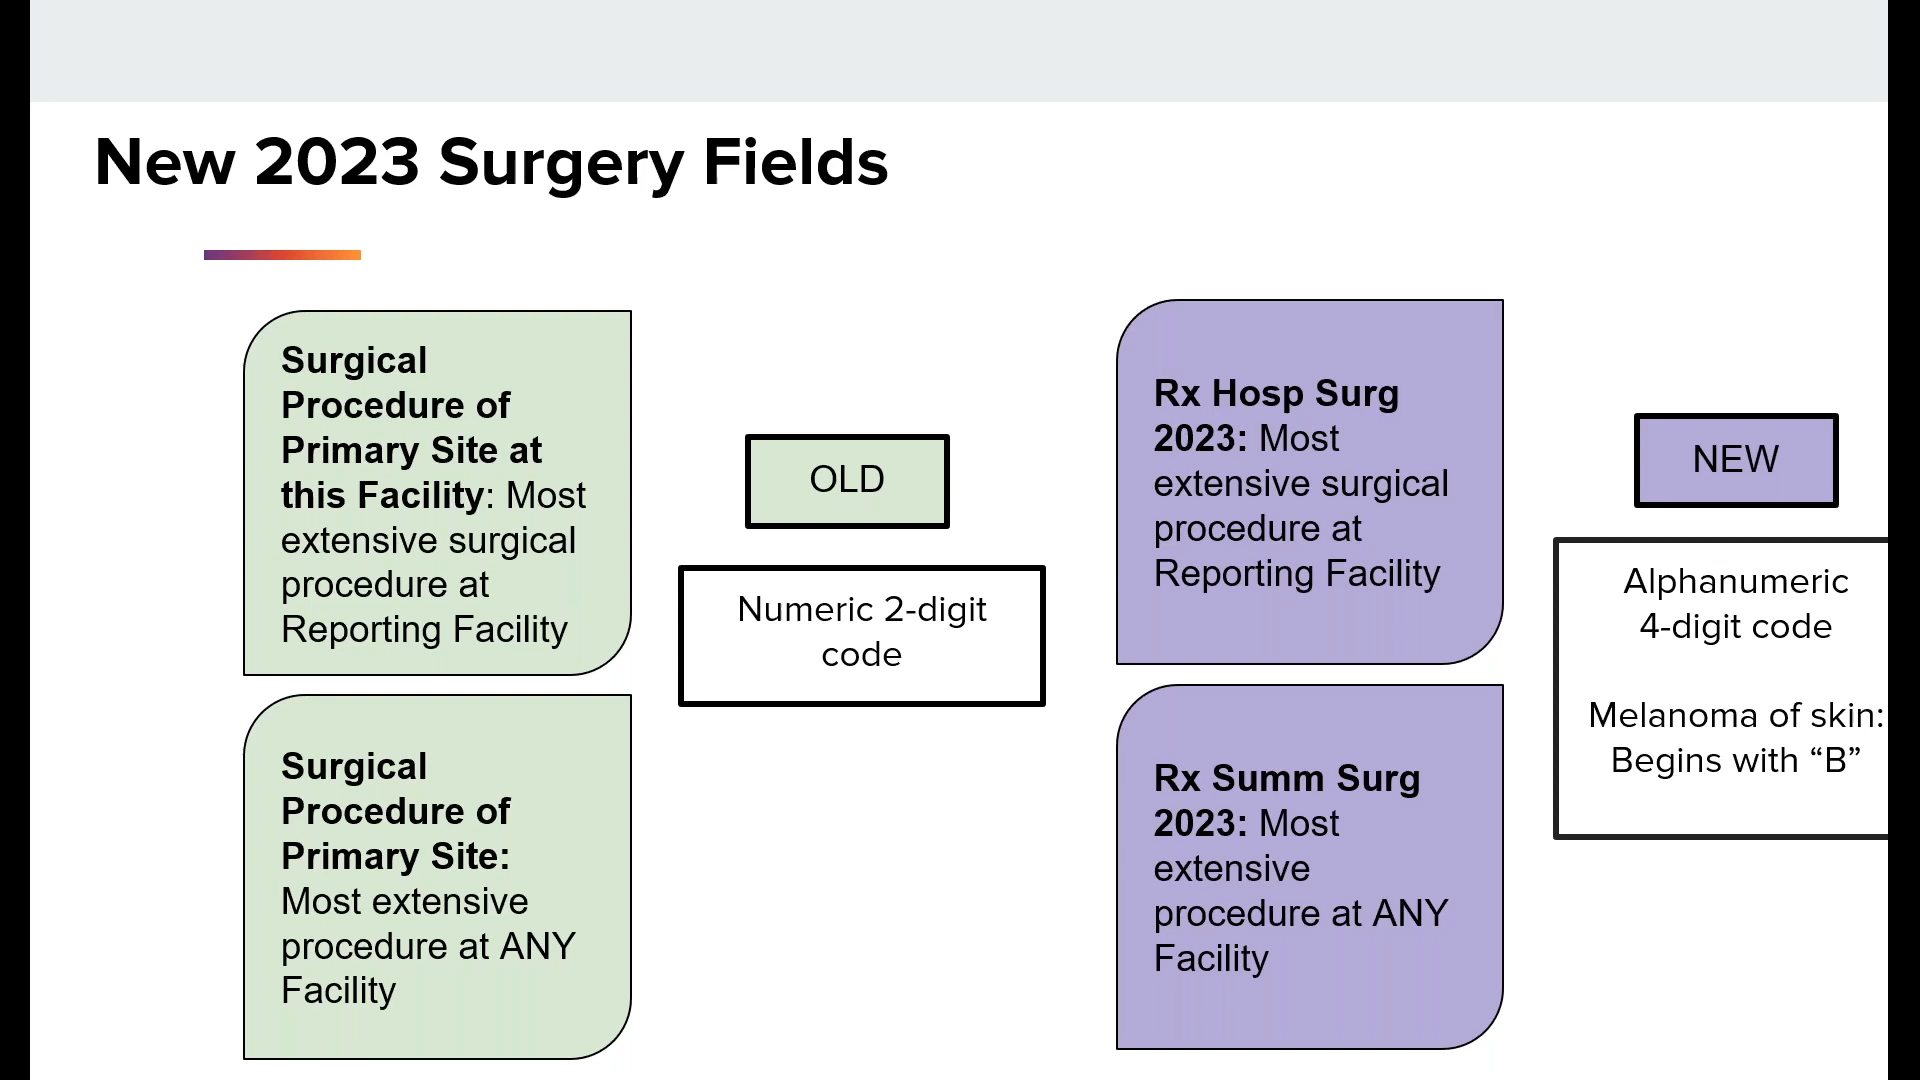 New 2023 Surgery Fields
Surgical
Procedure of
Primary Site at
this Facility: Most
extensive surgical
procedure at
Reporting Facility
OLD
Numeric 2-digit
code
Surgical
Procedure of
Primary Site:
Most extensive
procedure at ANY
Facility
Rx Hosp Surg
2023: Most
extensive surgical
procedure at
Reporting Facility
NEW
Alphanumeric
4-digit code
Melanoma of skin:
Begins with “B”
Rx Summ Surg
2023: Most
extensive
procedure at ANY
Facility